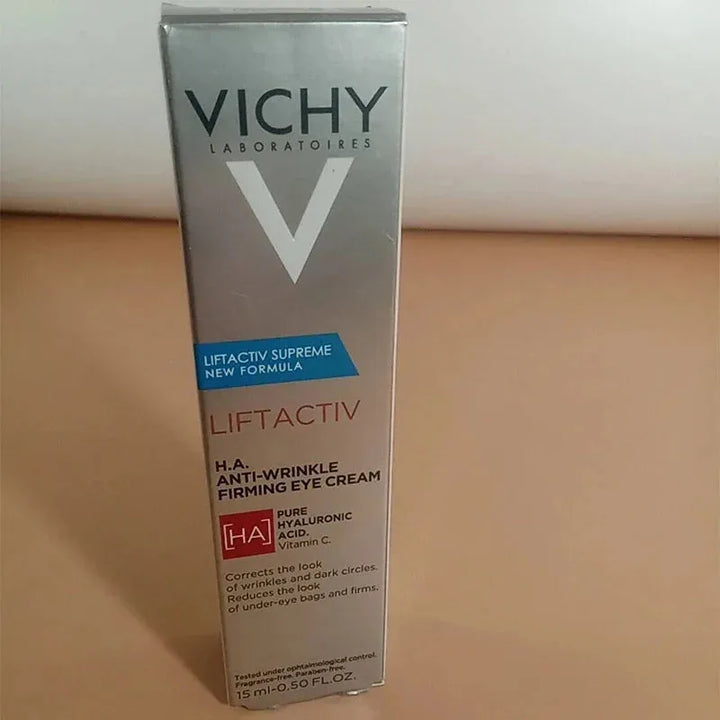 VICHY
LABORATOIRES
V
LIFTACTIV SUPREME
NEW FORMULA
LIFTACTIV
H.A.
ANTI-WRINKLE
FIRMING EYE CREAM
[HA]
PURE
HYALURONIC
ACID.
Vitamin C.
Corrects the look
of wrinkles and dark circles.
Reduces the look
of under-eye bags and firms.
Tested under ophtalmological control.
Fragrance-free. Paraben-free.
15 ml-0.50 FL.OZ.